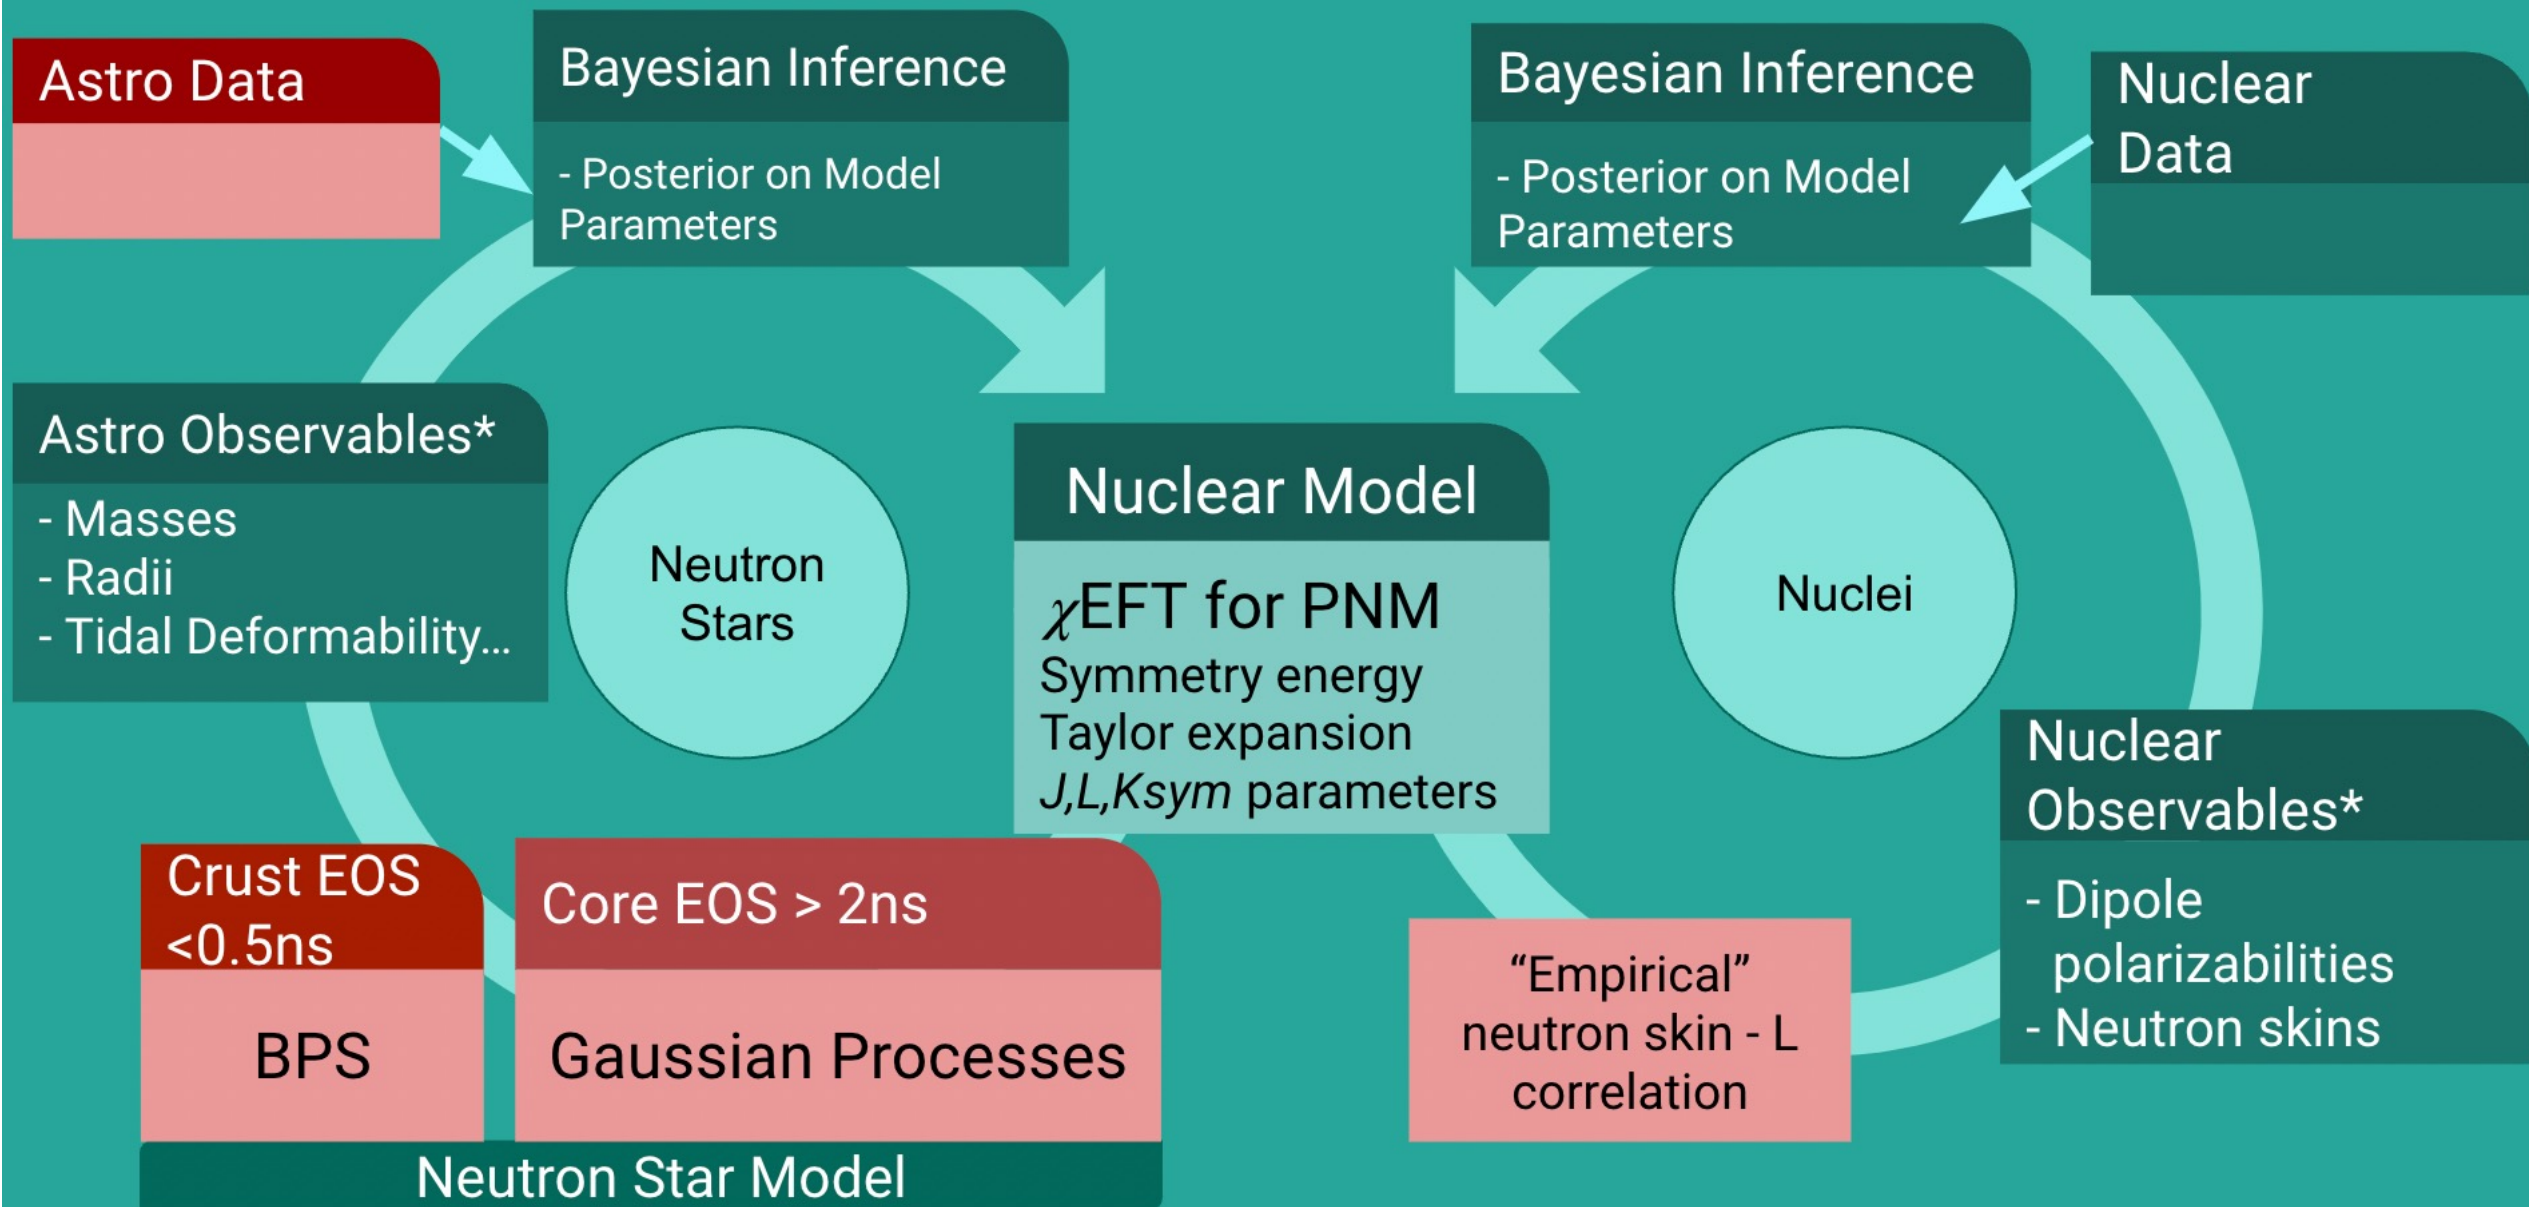 Astro Data
Bayesian Inference
- Posterior on Model
Parameters
Bayesian Inference
- Posterior on Model
Parameters
Nuclear
Data
Astro Observables*
- Masses
- Radii
- Tidal Deformability...
Neutron
Stars
Nuclear Model
χEFT for PNM
Symmetry energy
Taylor expansion
J,L,Ksym parameters
Nuclei
Nuclear
Observables*
- Dipole
polarizabilities
- Neutron skins
Crust EOS
<0.5ns
BPS
Core EOS > 2ns
Gaussian Processes
Neutron Star Model
“Empirical”
neutron skin - L
correlation